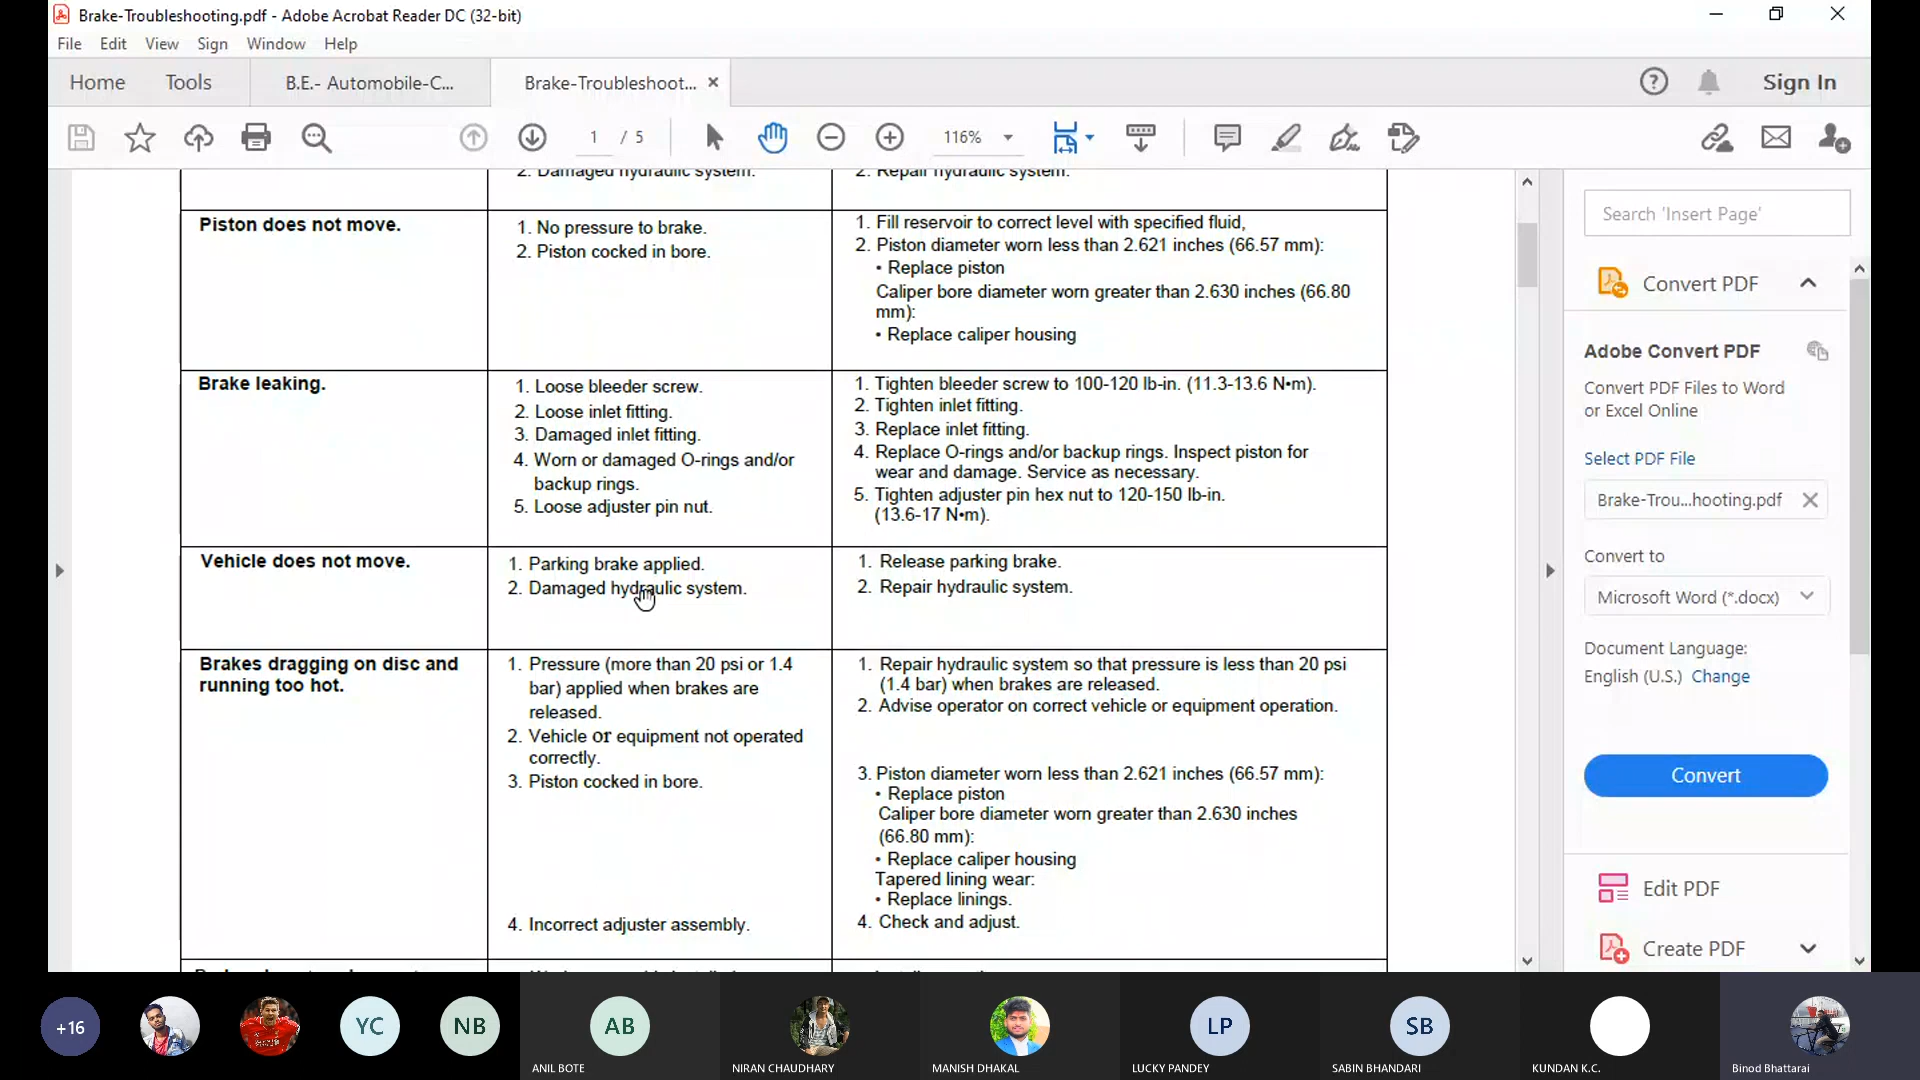 Brake-Troubleshooting.pdf - Adobe Acrobat Reader DC (32-bit)
File Edit View Sign Window Help
Home Tools B.E.- Automobile-C... Brake-Troubleshoot... Sign In
1 / 5 116%
2. Damaged hydraulic system. 2. Repair hydraulic system.
Piston does not move.
1. No pressure to brake.
2. Piston cocked in bore.
1. Fill reservoir to correct level with specified fluid,
2. Piston diameter worn less than 2.621 inches (66.57 mm):
• Replace piston
Caliper bore diameter worn greater than 2.630 inches (66.80
mm):
• Replace caliper housing
Brake leaking.
1. Loose bleeder screw.
2. Loose inlet fitting.
3. Damaged inlet fitting.
4. Worn or damaged O-rings and/or
backup rings.
5. Loose adjuster pin nut.
1. Tighten bleeder screw to 100-120 lb-in. (11.3-13.6 N•m).
2. Tighten inlet fitting.
3. Replace inlet fitting.
4. Replace O-rings and/or backup rings. Inspect piston for
wear and damage. Service as necessary.
5. Tighten adjuster pin hex nut to 120-150 lb-in.
(13.6-17 N•m).
Vehicle does not move.
1. Parking brake applied.
2. Damaged hydraulic system.
1. Release parking brake.
2. Repair hydraulic system.
Brakes dragging on disc and
running too hot.
1. Pressure (more than 20 psi or 1.4
bar) applied when brakes are
released.
2. Vehicle or equipment not operated
correctly.
3. Piston cocked in bore.
4. Incorrect adjuster assembly.
1. Repair hydraulic system so that pressure is less than 20 psi
(1.4 bar) when brakes are released.
2. Advise operator on correct vehicle or equipment operation.
3. Piston diameter worn less than 2.621 inches (66.57 mm):
• Replace piston
Caliper bore diameter worn greater than 2.630 inches
(66.80 mm):
• Replace caliper housing
Tapered lining wear:
• Replace linings.
4. Check and adjust.
Search 'Insert Page'
Convert PDF
Adobe Convert PDF
Convert PDF Files to Word
or Excel Online
Select PDF File
Brake-Trou...hooting.pdf
Convert to
Microsoft Word (*.docx)
Document Language:
English (U.S.) Change
Convert
Edit PDF
Create PDF
+16 YC NB AB LP SB
ANIL BOTE NIRAN CHAUDHARY MANISH DHAKAL LUCKY PANDEY SABIN BHANDARI KUNDAN K.C. Binod Bhattarai